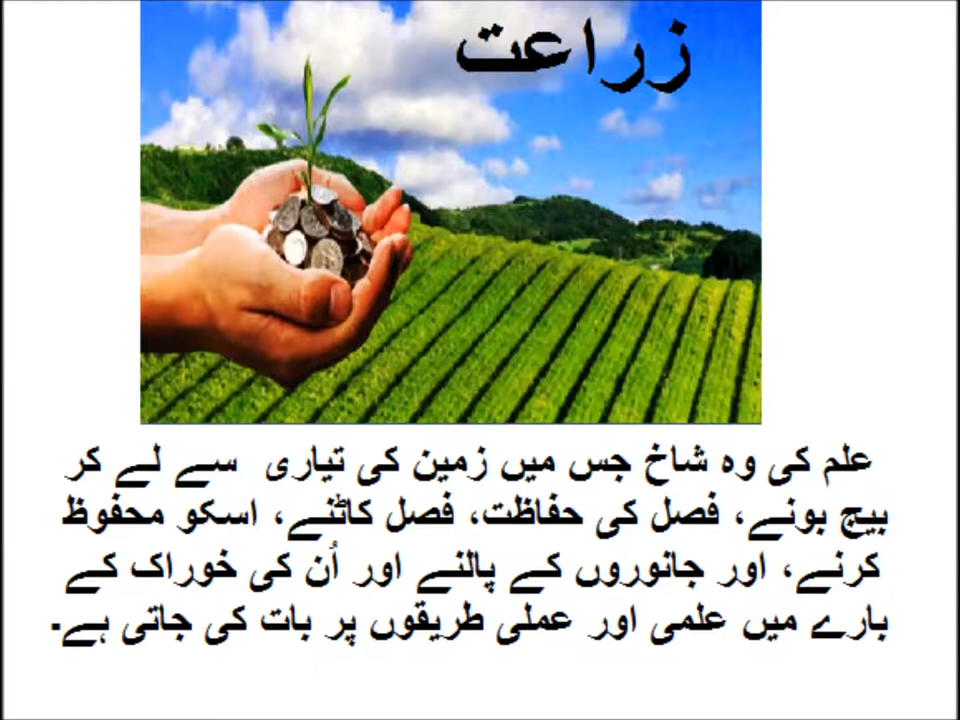 زراعت
علم کی وہ شاخ جس میں زمین کی تیاری سے لے کر
بیج بونے، فصل کی حفاظت، فصل کاٹنے، اسکو محفوظ
کرنے، اور جانوروں کے پالنے اور اُن کی خوراک کے
بارے میں علمی اور عملی طریقوں پر بات کی جاتی ہے۔